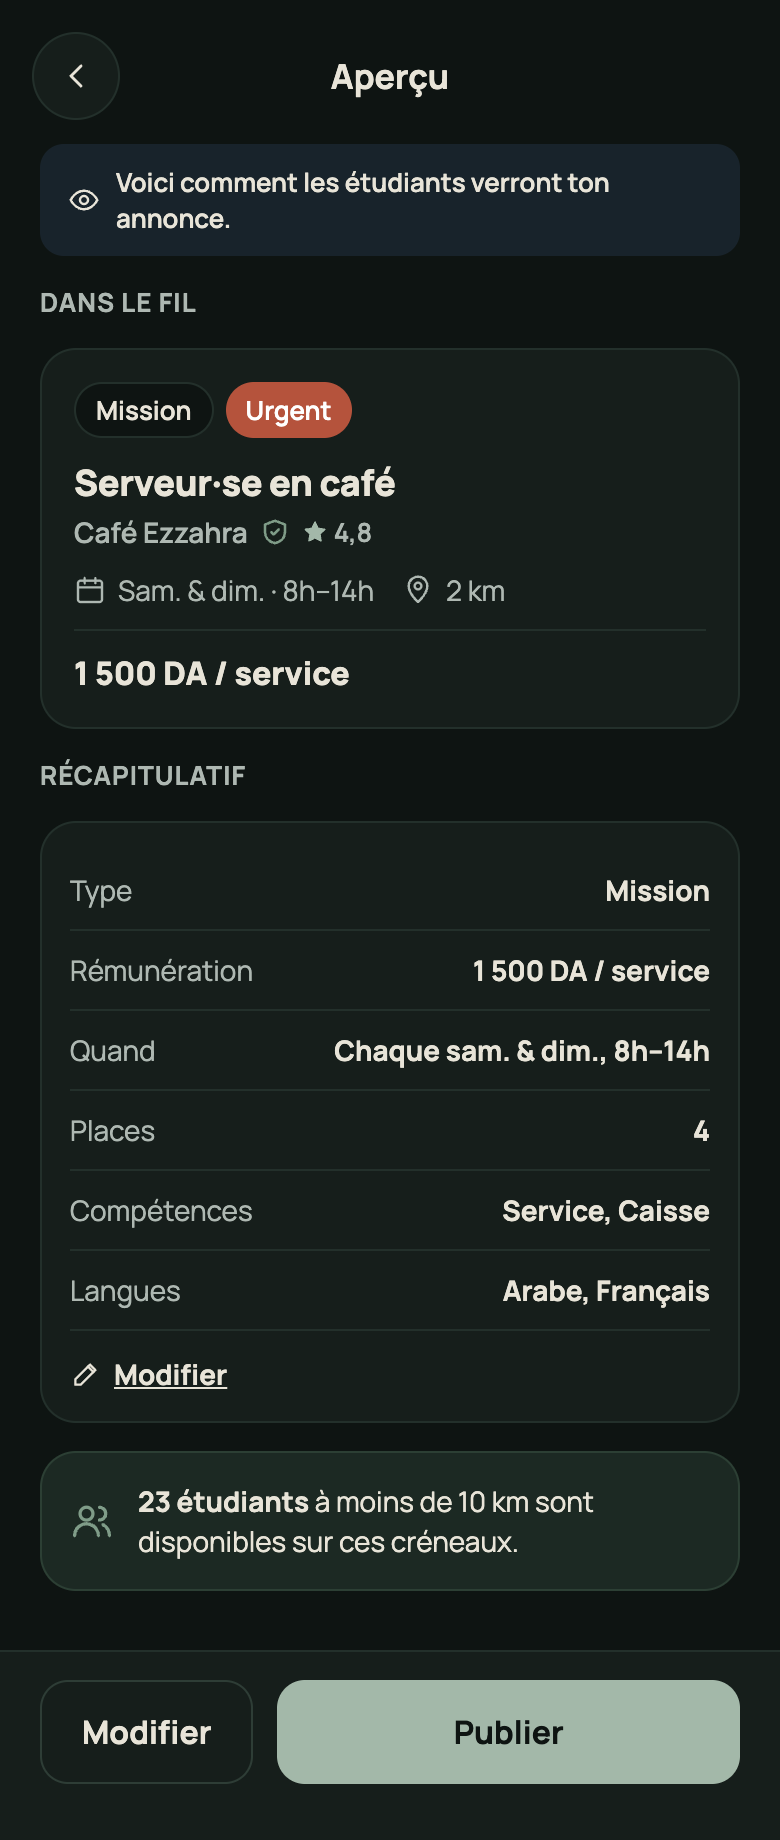 Aperçu
Voici comment les étudiants verront ton
annonce.
DANS LE FIL
Mission
Urgent
Serveur·se en café
Café Ezzahra 4,8
Sam. & dim. · 8h–14h 2 km
1 500 DA / service
RÉCAPITULATIF
Type Mission
Rémunération 1 500 DA / service
Quand Chaque sam. & dim., 8h–14h
Places 4
Compétences Service, Caisse
Langues Arabe, Français
Modifier
23 étudiants à moins de 10 km sont
disponibles sur ces créneaux.
Modifier
Publier